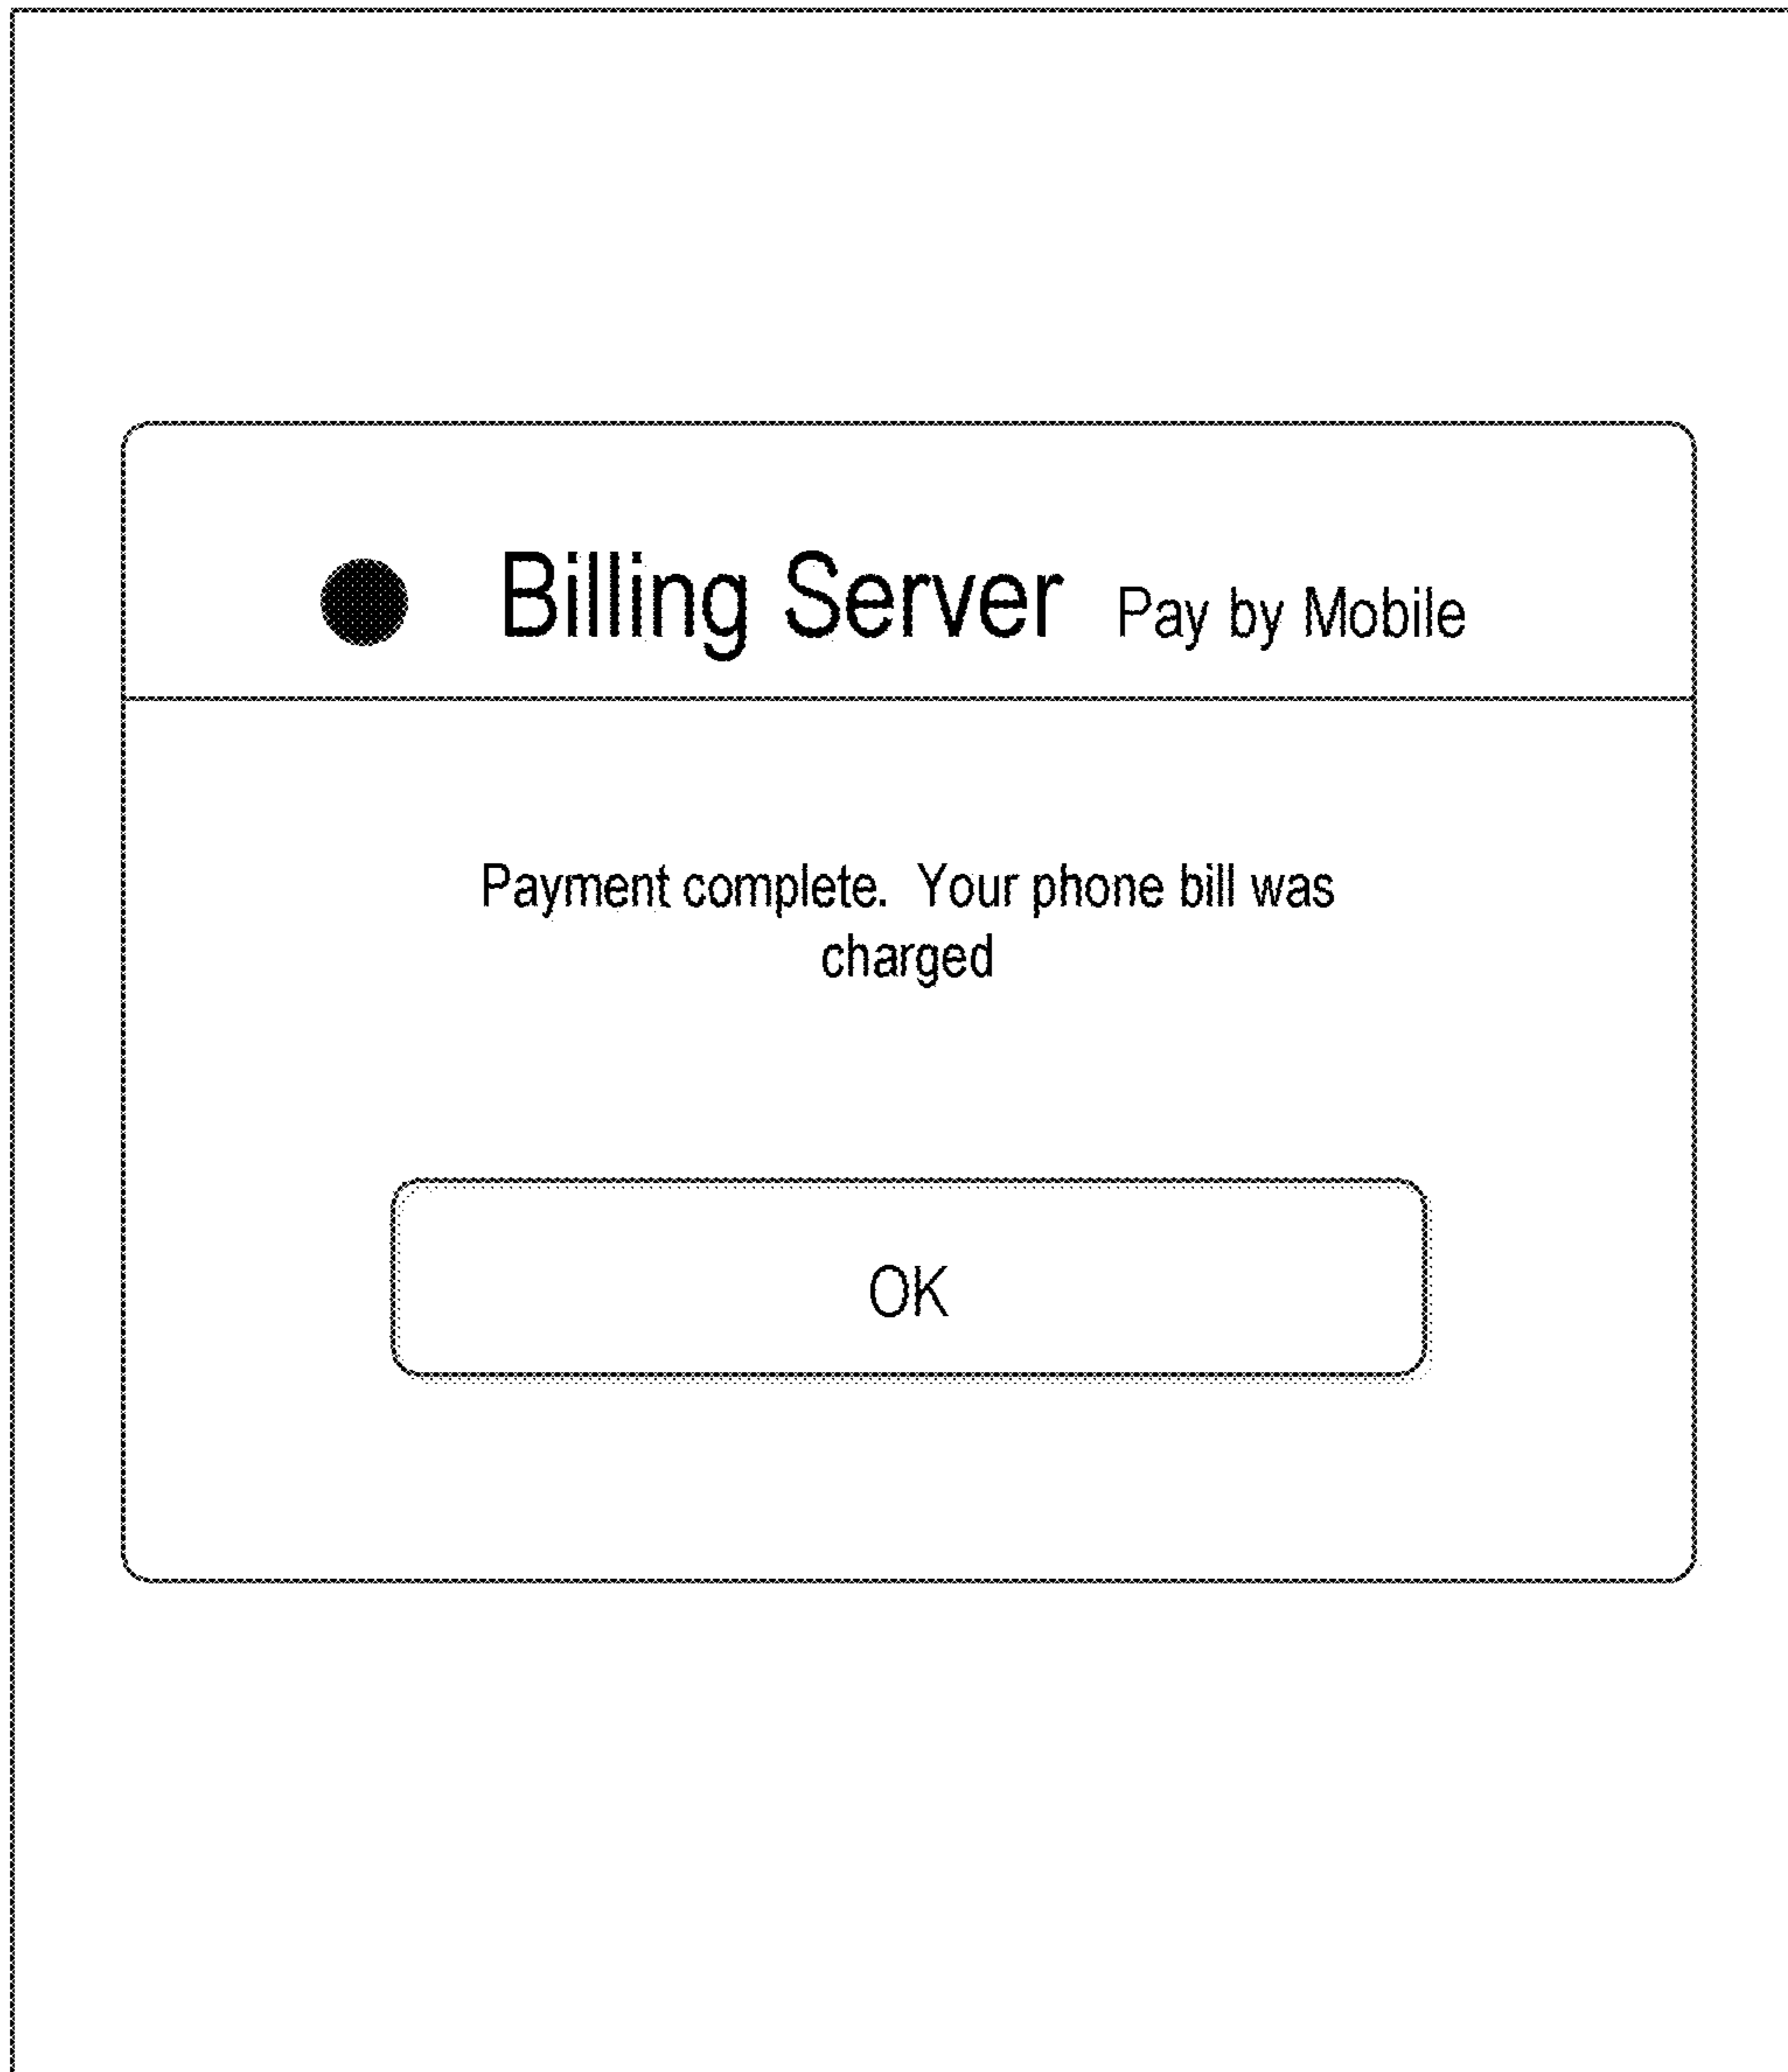 Billing Server Pay by Mobile
Payment complete.  Your phone bill was
charged
OK